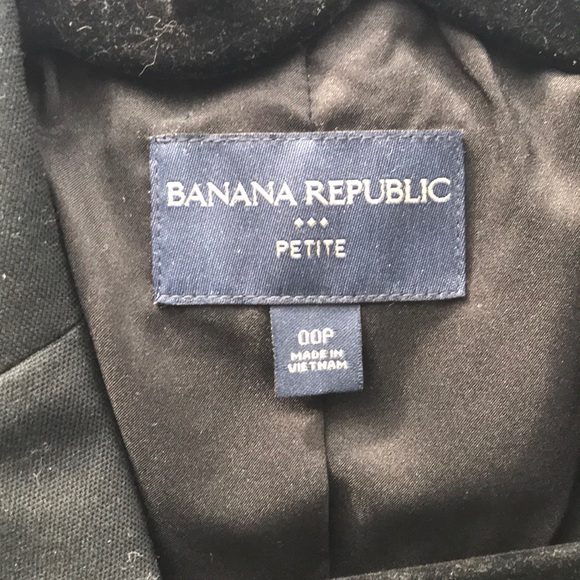 BANANA REPUBLIC
PETITE
00P
MADE IN
VIETNAM